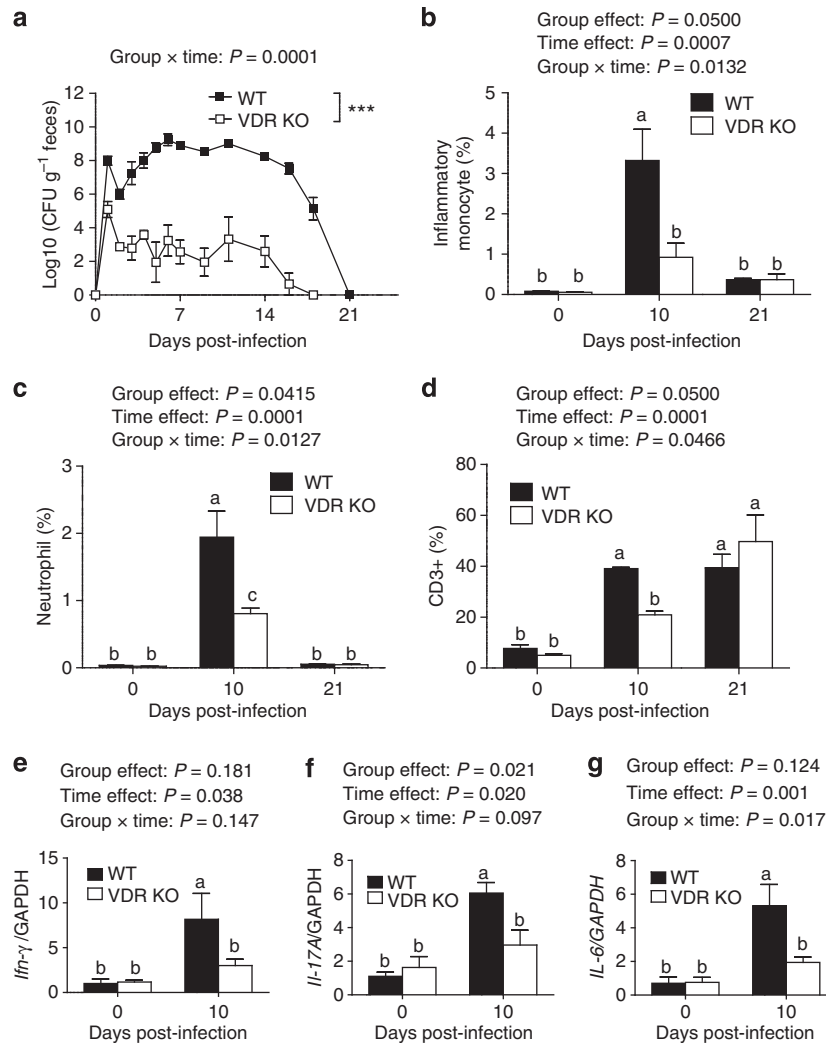 a
Group × time: P = 0.0001
WT
VDR KO
***
Log10 (CFU g−1 feces)
12
10
8
6
4
2
0
0 7 14 21
Days post-infection
b
Group effect: P = 0.0500
Time effect: P = 0.0007
Group × time: P = 0.0132
WT
VDR KO
Inflammatory
monocyte (%)
5
4
3
2
1
0
b b a b b b
0 10 21
Days post-infection
c
Group effect: P = 0.0415
Time effect: P = 0.0001
Group × time: P = 0.0127
WT
VDR KO
Neutrophil (%)
3
2
1
0
b b a c b b
0 10 21
Days post-infection
d
Group effect: P = 0.0500
Time effect: P = 0.0001
Group × time: P = 0.0466
WT
VDR KO
CD3+ (%)
80
60
40
20
0
b b a b a a
0 10 21
Days post-infection
e
Group effect: P = 0.181
Time effect: P = 0.038
Group × time: P = 0.147
WT
VDR KO
Ifn-γ/GAPDH
15
10
5
0
b b a b
0 10
Days post-infection
f
Group effect: P = 0.021
Time effect: P = 0.020
Group × time: P = 0.097
WT
VDR KO
Il-17A/GAPDH
8
6
4
2
0
b b a b
0 10
Days post-infection
g
Group effect: P = 0.124
Time effect: P = 0.001
Group × time: P = 0.017
WT
VDR KO
IL-6/GAPDH
8
6
4
2
0
b b a b
0 10
Days post-infection